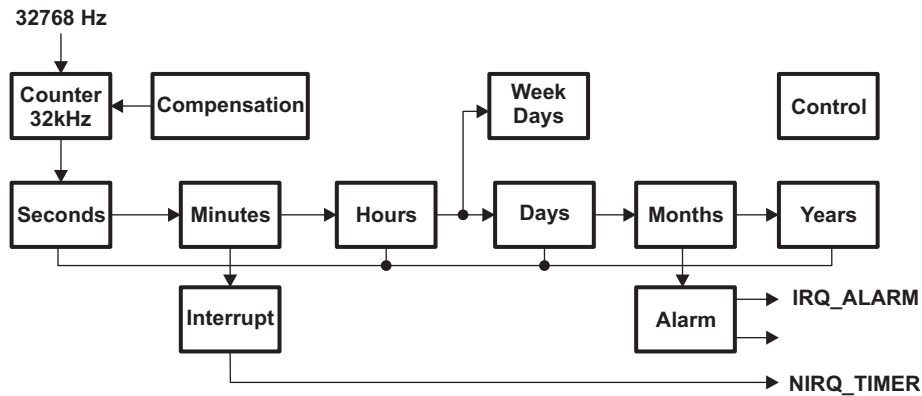 32768 Hz
Counter
32kHz
Compensation
Week
Days
Control
Seconds
Minutes
Hours
Days
Months
Years
Interrupt
Alarm
IRQ_ALARM
NIRQ_TIMER